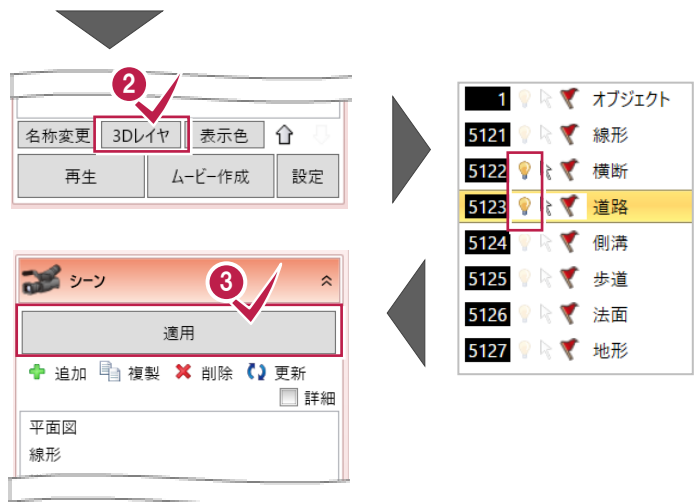 2
名称変更 3Dレイヤ 表示色
再生 ムービー作成 設定
1 オブジェクト
5121 線形
5122 横断
5123 道路
5124 側溝
5125 歩道
5126 法面
5127 地形
シーン 3
適用
追加 複製 削除 更新
詳細
平面図
線形